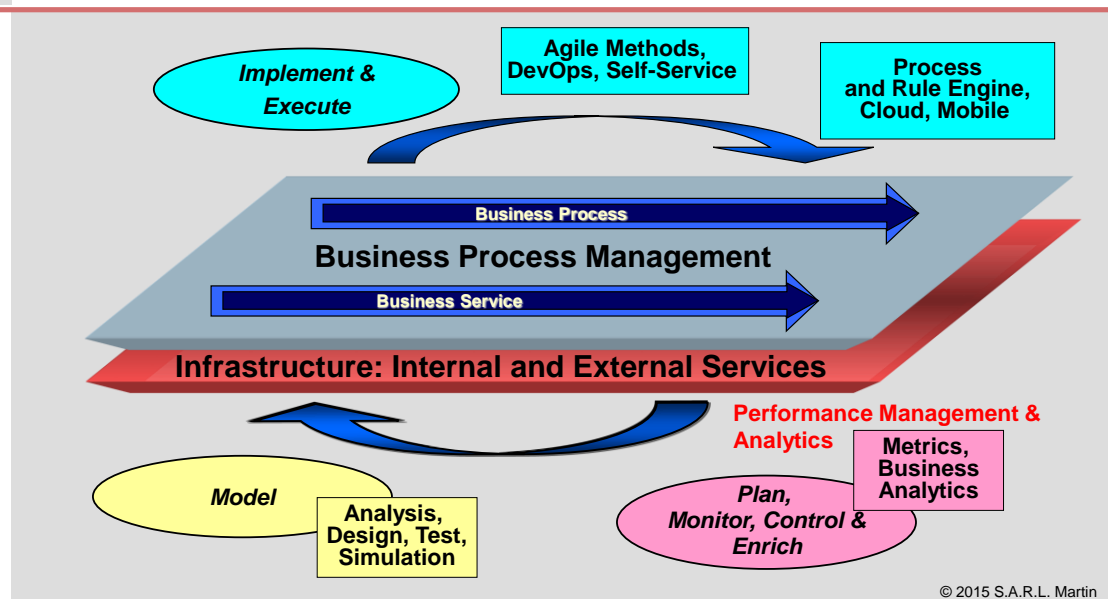 Implement &
Execute
Agile Methods,
DevOps, Self-Service
Process
and Rule Engine,
Cloud, Mobile
Business Process
Business Process Management
Business Service
Infrastructure: Internal and External Services
Performance Management &
Analytics
Metrics,
Business
Analytics
Model
Analysis,
Design, Test,
Simulation
Plan,
Monitor, Control &
Enrich
© 2015 S.A.R.L. Martin